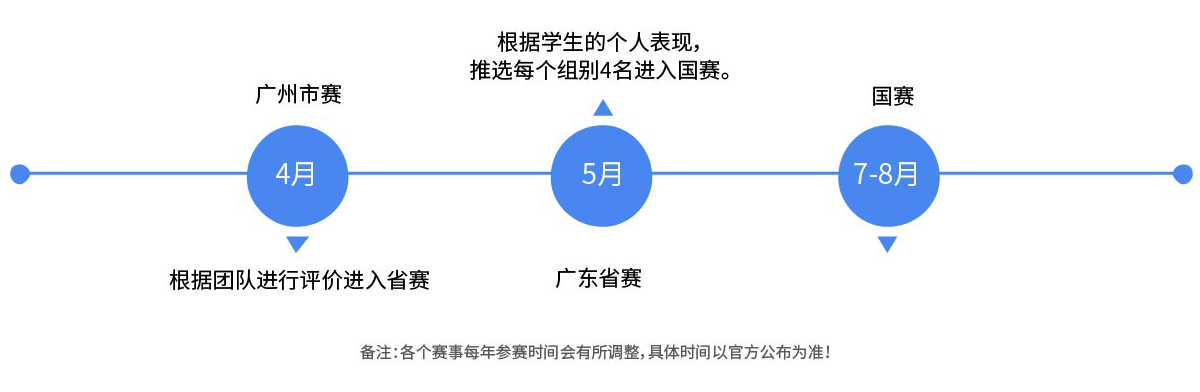 根据学生的个人表现，
推选每个组别4名进入国赛。
广州市赛
国赛
4月
5月
7-8月
根据团队进行评价进入省赛
广东省赛
备注：各个赛事每年参赛时间会有所调整，具体时间以官方公布为准！